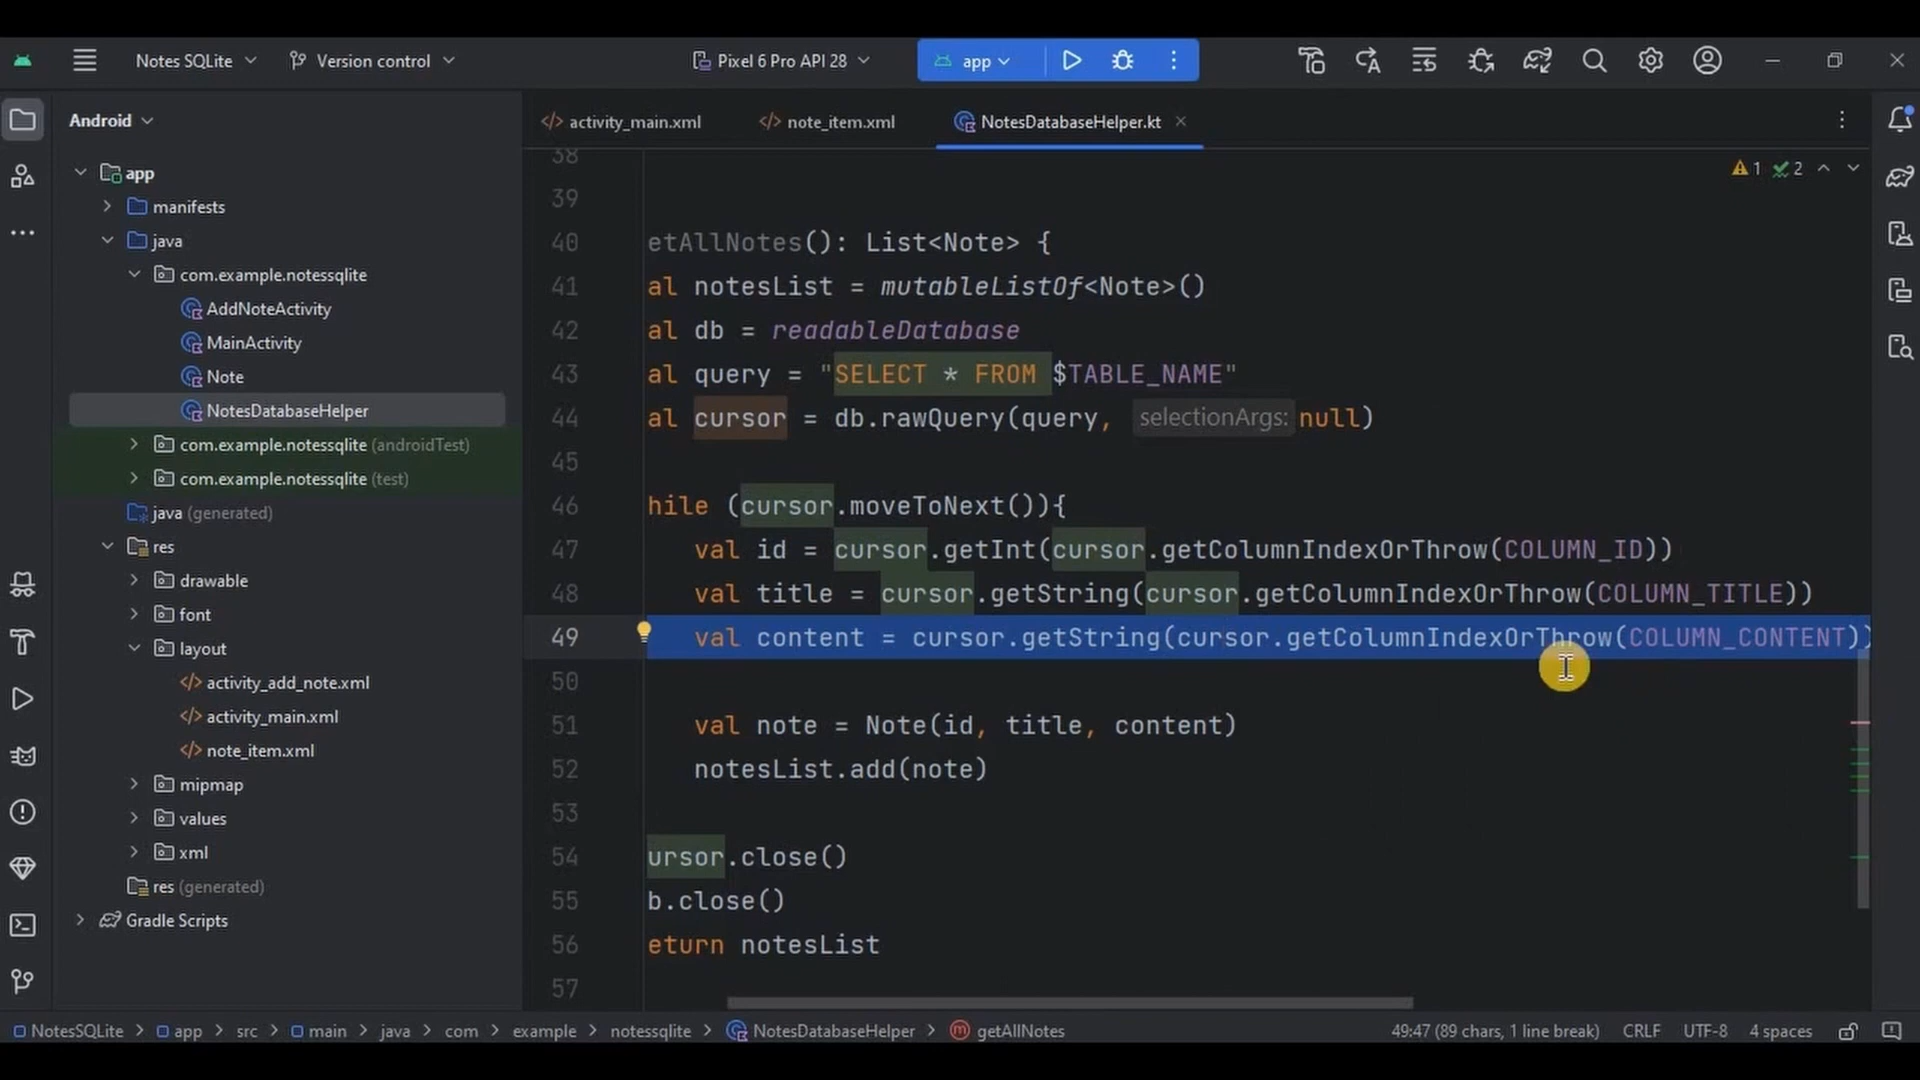 Notes SQLite
Version control
Pixel 6 Pro API 28
app
Android
activity_main.xml
note_item.xml
NotesDatabaseHelper.kt
1
2
app
manifests
java
com.example.notessqlite
AddNoteActivity
MainActivity
Note
NotesDatabaseHelper
com.example.notessqlite (androidTest)
com.example.notessqlite (test)
java (generated)
res
drawable
font
layout
activity_add_note.xml
activity_main.xml
note_item.xml
mipmap
values
xml
res (generated)
Gradle Scripts
38
39
40 etAllNotes(): List<Note> {
41 al notesList = mutableListOf<Note>()
42 al db = readableDatabase
43 al query = "SELECT * FROM $TABLE_NAME"
44 al cursor = db.rawQuery(query, selectionArgs: null)
45
46 hile (cursor.moveToNext()){
47 val id = cursor.getInt(cursor.getColumnIndexOrThrow(COLUMN_ID))
48 val title = cursor.getString(cursor.getColumnIndexOrThrow(COLUMN_TITLE))
49 val content = cursor.getString(cursor.getColumnIndexOrThrow(COLUMN_CONTENT))
50
51 val note = Note(id, title, content)
52 notesList.add(note)
53
54 ursor.close()
55 b.close()
56 eturn notesList
57
NotesSQLite > app > src > main > java > com > example > notessqlite > NotesDatabaseHelper > getAllNotes
49:47 (89 chars, 1 line break) CRLF UTF-8 4 spaces